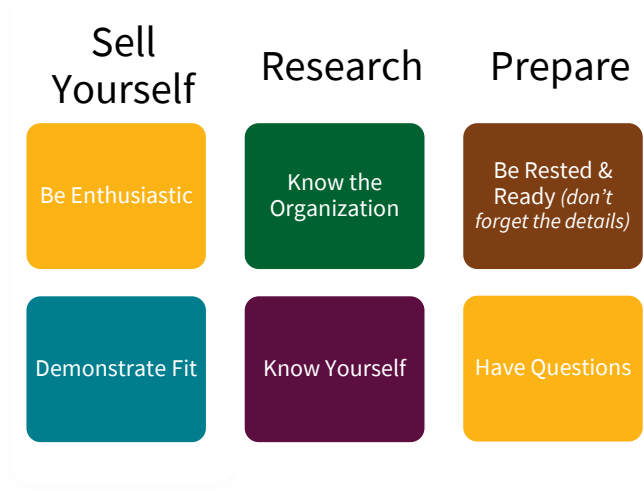 Sell
Yourself
Research
Prepare
Be Enthusiastic
Know the
Organization
Be Rested &
Ready (don't
forget the details)
Demonstrate Fit
Know Yourself
Have Questions